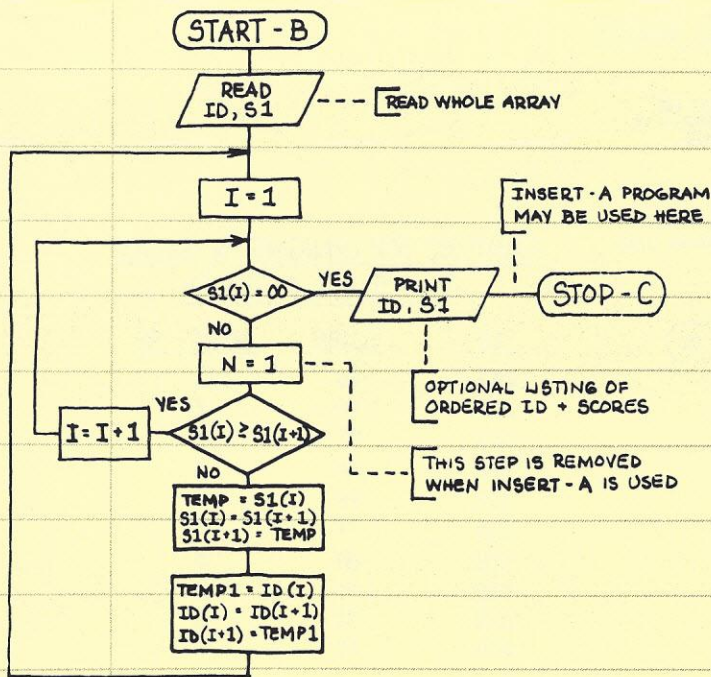 START - B
READ
ID, S1
READ WHOLE ARRAY
I = 1
INSERT - A PROGRAM
MAY BE USED HERE
S1(I) = 00
YES
PRINT
ID, S1
STOP - C
NO
N = 1
OPTIONAL LISTING OF
ORDERED ID + SCORES
YES
I = I + 1
S1(I) ≥ S1(I+1)
THIS STEP IS REMOVED
WHEN INSERT - A IS USED
NO
TEMP = S1(I)
S1(I) = S1(I+1)
S1(I+1) = TEMP
TEMP1 = ID(I)
ID(I) = ID(I+1)
ID(I+1) = TEMP1